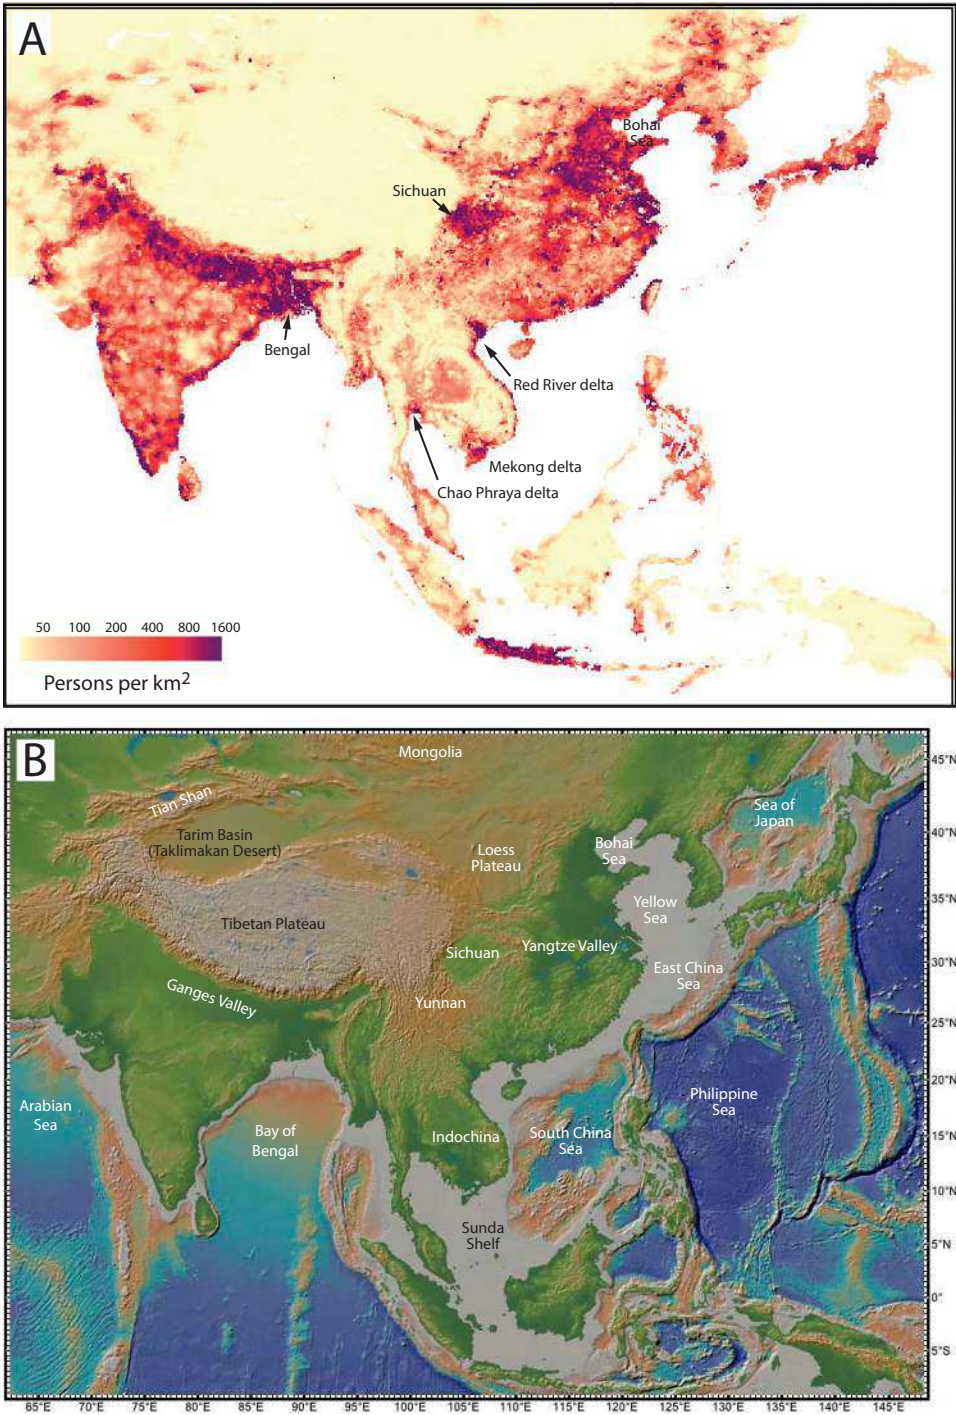 A
Bohai
Sea
Sichuan
Bengal
Red River delta
Mekong delta
Chao Phraya delta
50 100 200 400 800 1600
Persons per km2
B
Mongolia
Tian Shan
Tarim Basin
(Taklimakan Desert)
Loess
Plateau
Bohai
Sea
Sea of
Japan
Yellow
Sea
Tibetan Plateau
Sichuan
Yangtze Valley
East China
Sea
Ganges Valley
Yunnan
Arabian
Sea
Bay of
Bengal
Indochina
South China
Sea
Philippine
Sea
Sunda
Shelf
45°N
40°N
35°N
30°N
25°N
20°N
15°N
10°N
5°N
0°
5°S
65°E 70°E 75°E 80°E 85°E 90°E 95°E 100°E 105°E 110°E 115°E 120°E 125°E 130°E 135°E 140°E 145°E